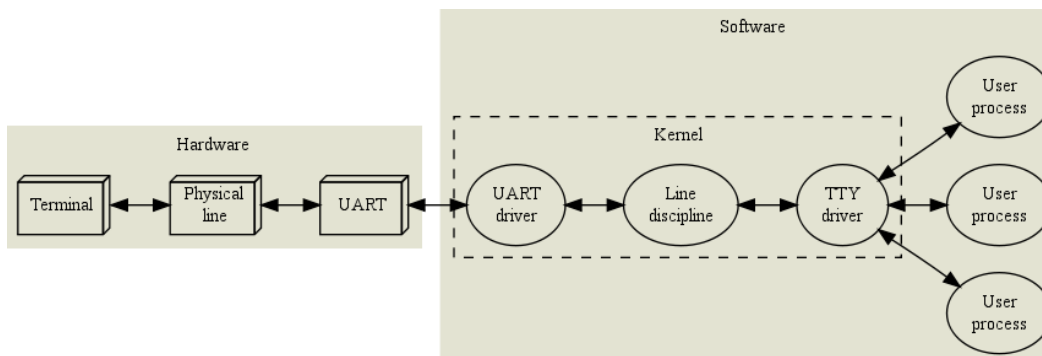 Software
Hardware
Kernel
Terminal
Physical
line
UART
UART
driver
Line
discipline
TTY
driver
User
process
User
process
User
process